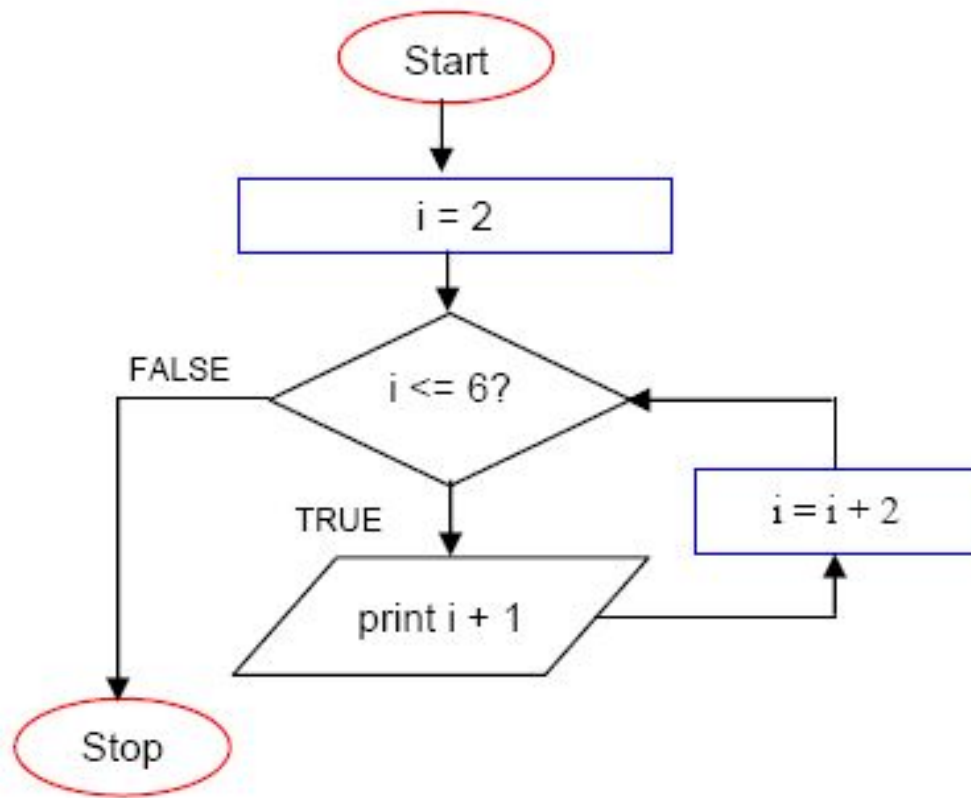 Start
i = 2
FALSE
i <= 6?
TRUE
i = i + 2
print i + 1
Stop